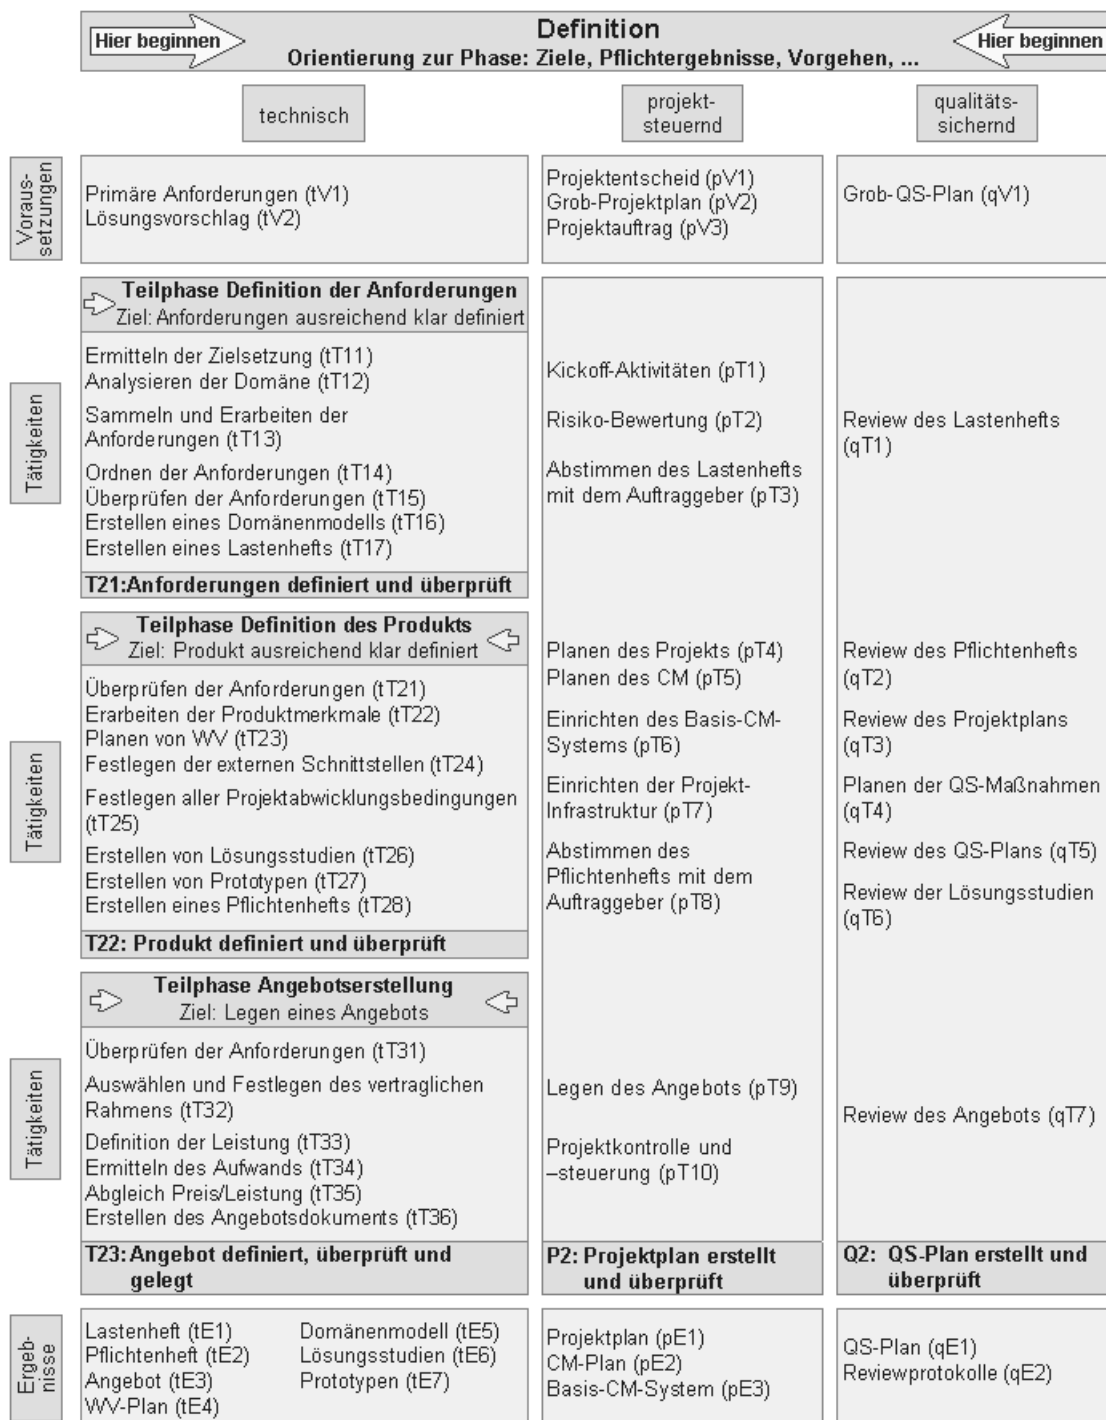 Hier beginnen
Definition
Orientierung zur Phase: Ziele, Pflichtergebnisse, Vorgehen, ...
Hier beginnen
technisch
projekt-
steuernd
qualitäts-
sichernd
Voraus-
setzungen
Primäre Anforderungen (tV1)
Lösungsvorschlag (tV2)
Projektentscheid (pV1)
Grob-Projektplan (pV2)
Projektauftrag (pV3)
Grob-QS-Plan (qV1)
Tätigkeiten
Teilphase Definition der Anforderungen
Ziel: Anforderungen ausreichend klar definiert
Ermitteln der Zielsetzung (tT11)
Analysieren der Domäne (tT12)
Sammeln und Erarbeiten der
Anforderungen (tT13)
Ordnen der Anforderungen (tT14)
Überprüfen der Anforderungen (tT15)
Erstellen eines Domänenmodells (tT16)
Erstellen eines Lastenhefts (tT17)
T21:Anforderungen definiert und überprüft
Kickoff-Aktivitäten (pT1)
Risiko-Bewertung (pT2)
Abstimmen des Lastenhefts
mit dem Auftraggeber (pT3)
Review des Lastenhefts
(qT1)
Tätigkeiten
Teilphase Definition des Produkts
Ziel: Produkt ausreichend klar definiert
Überprüfen der Anforderungen (tT21)
Erarbeiten der Produktmerkmale (tT22)
Planen von WV (tT23)
Festlegen der externen Schnittstellen (tT24)
Festlegen aller Projektabwicklungsbedingungen
(tT25)
Erstellen von Lösungsstudien (tT26)
Erstellen von Prototypen (tT27)
Erstellen eines Pflichtenhefts (tT28)
T22: Produkt definiert und überprüft
Planen des Projekts (pT4)
Planen des CM (pT5)
Einrichten des Basis-CM-
Systems (pT6)
Einrichten der Projekt-
Infrastruktur (pT7)
Abstimmen des
Pflichtenhefts mit dem
Auftraggeber (pT8)
Review des Pflichtenhefts
(qT2)
Review des Projektplans
(qT3)
Planen der QS-Maßnahmen
(qT4)
Review des QS-Plans (qT5)
Review der Lösungsstudien
(qT6)
Tätigkeiten
Teilphase Angebotserstellung
Ziel: Legen eines Angebots
Überprüfen der Anforderungen (tT31)
Auswählen und Festlegen des vertraglichen
Rahmens (tT32)
Definition der Leistung (tT33)
Ermitteln des Aufwands (tT34)
Abgleich Preis/Leistung (tT35)
Erstellen des Angebotsdokuments (tT36)
T23:Angebot definiert, überprüft und
gelegt
Legen des Angebots (pT9)
Projektkontrolle und
–steuerung (pT10)
P2: Projektplan erstellt
und überprüft
Review des Angebots (qT7)
Q2: QS-Plan erstellt und
überprüft
Ergeb-
nisse
Lastenheft (tE1)
Pflichtenheft (tE2)
Angebot (tE3)
WV-Plan (tE4)
Domänenmodell (tE5)
Lösungsstudien (tE6)
Prototypen (tE7)
Projektplan (pE1)
CM-Plan (pE2)
Basis-CM-System (pE3)
QS-Plan (qE1)
Reviewprotokolle (qE2)